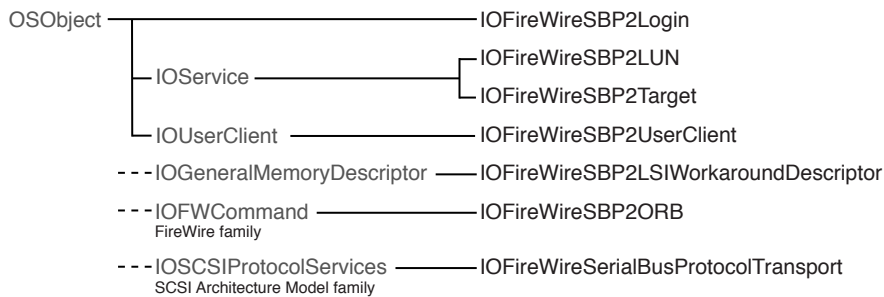 OSObject IOFireWireSBP2Login
IOFireWireSBP2LUN
IOService
IOFireWireSBP2Target
IOUserClient IOFireWireSBP2UserClient
IOGeneralMemoryDescriptor IOFireWireSBP2LSIWorkaroundDescriptor
IOFWCommand IOFireWireSBP2ORB
FireWire family
IOSCSIProtocolServices IOFireWireSerialBusProtocolTransport
SCSI Architecture Model family